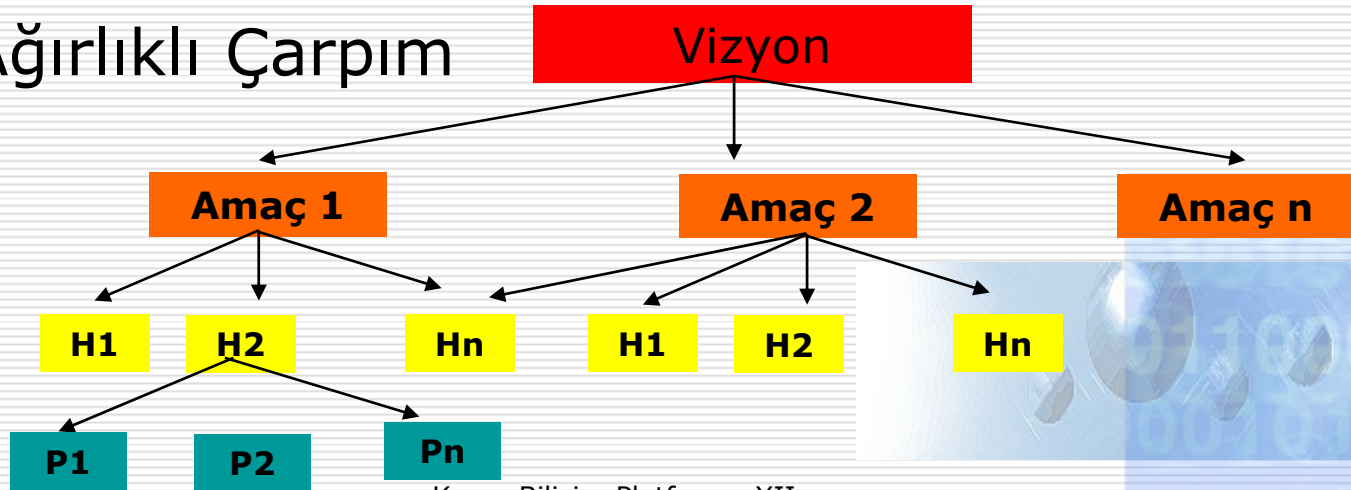 Ağırlıklı Çarpım
Vizyon
Amaç 1 Amaç 2 Amaç n
H1 H2 Hn H1 H2 Hn
P1 P2 Pn